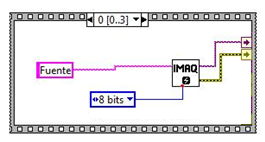 0 [0..3]
Fuente
IMAQ
8 bits